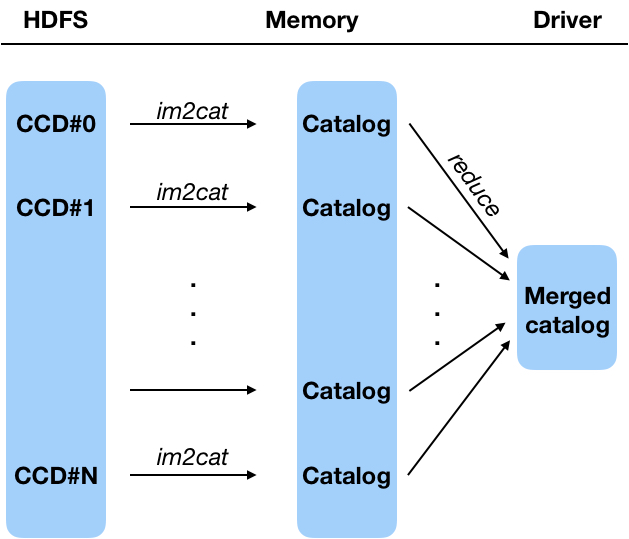 HDFS Memory Driver
im2cat
CCD#0 Catalog
reduce
im2cat
CCD#1 Catalog
.
.
.
.
.
.
Merged
catalog
Catalog
im2cat
CCD#N Catalog